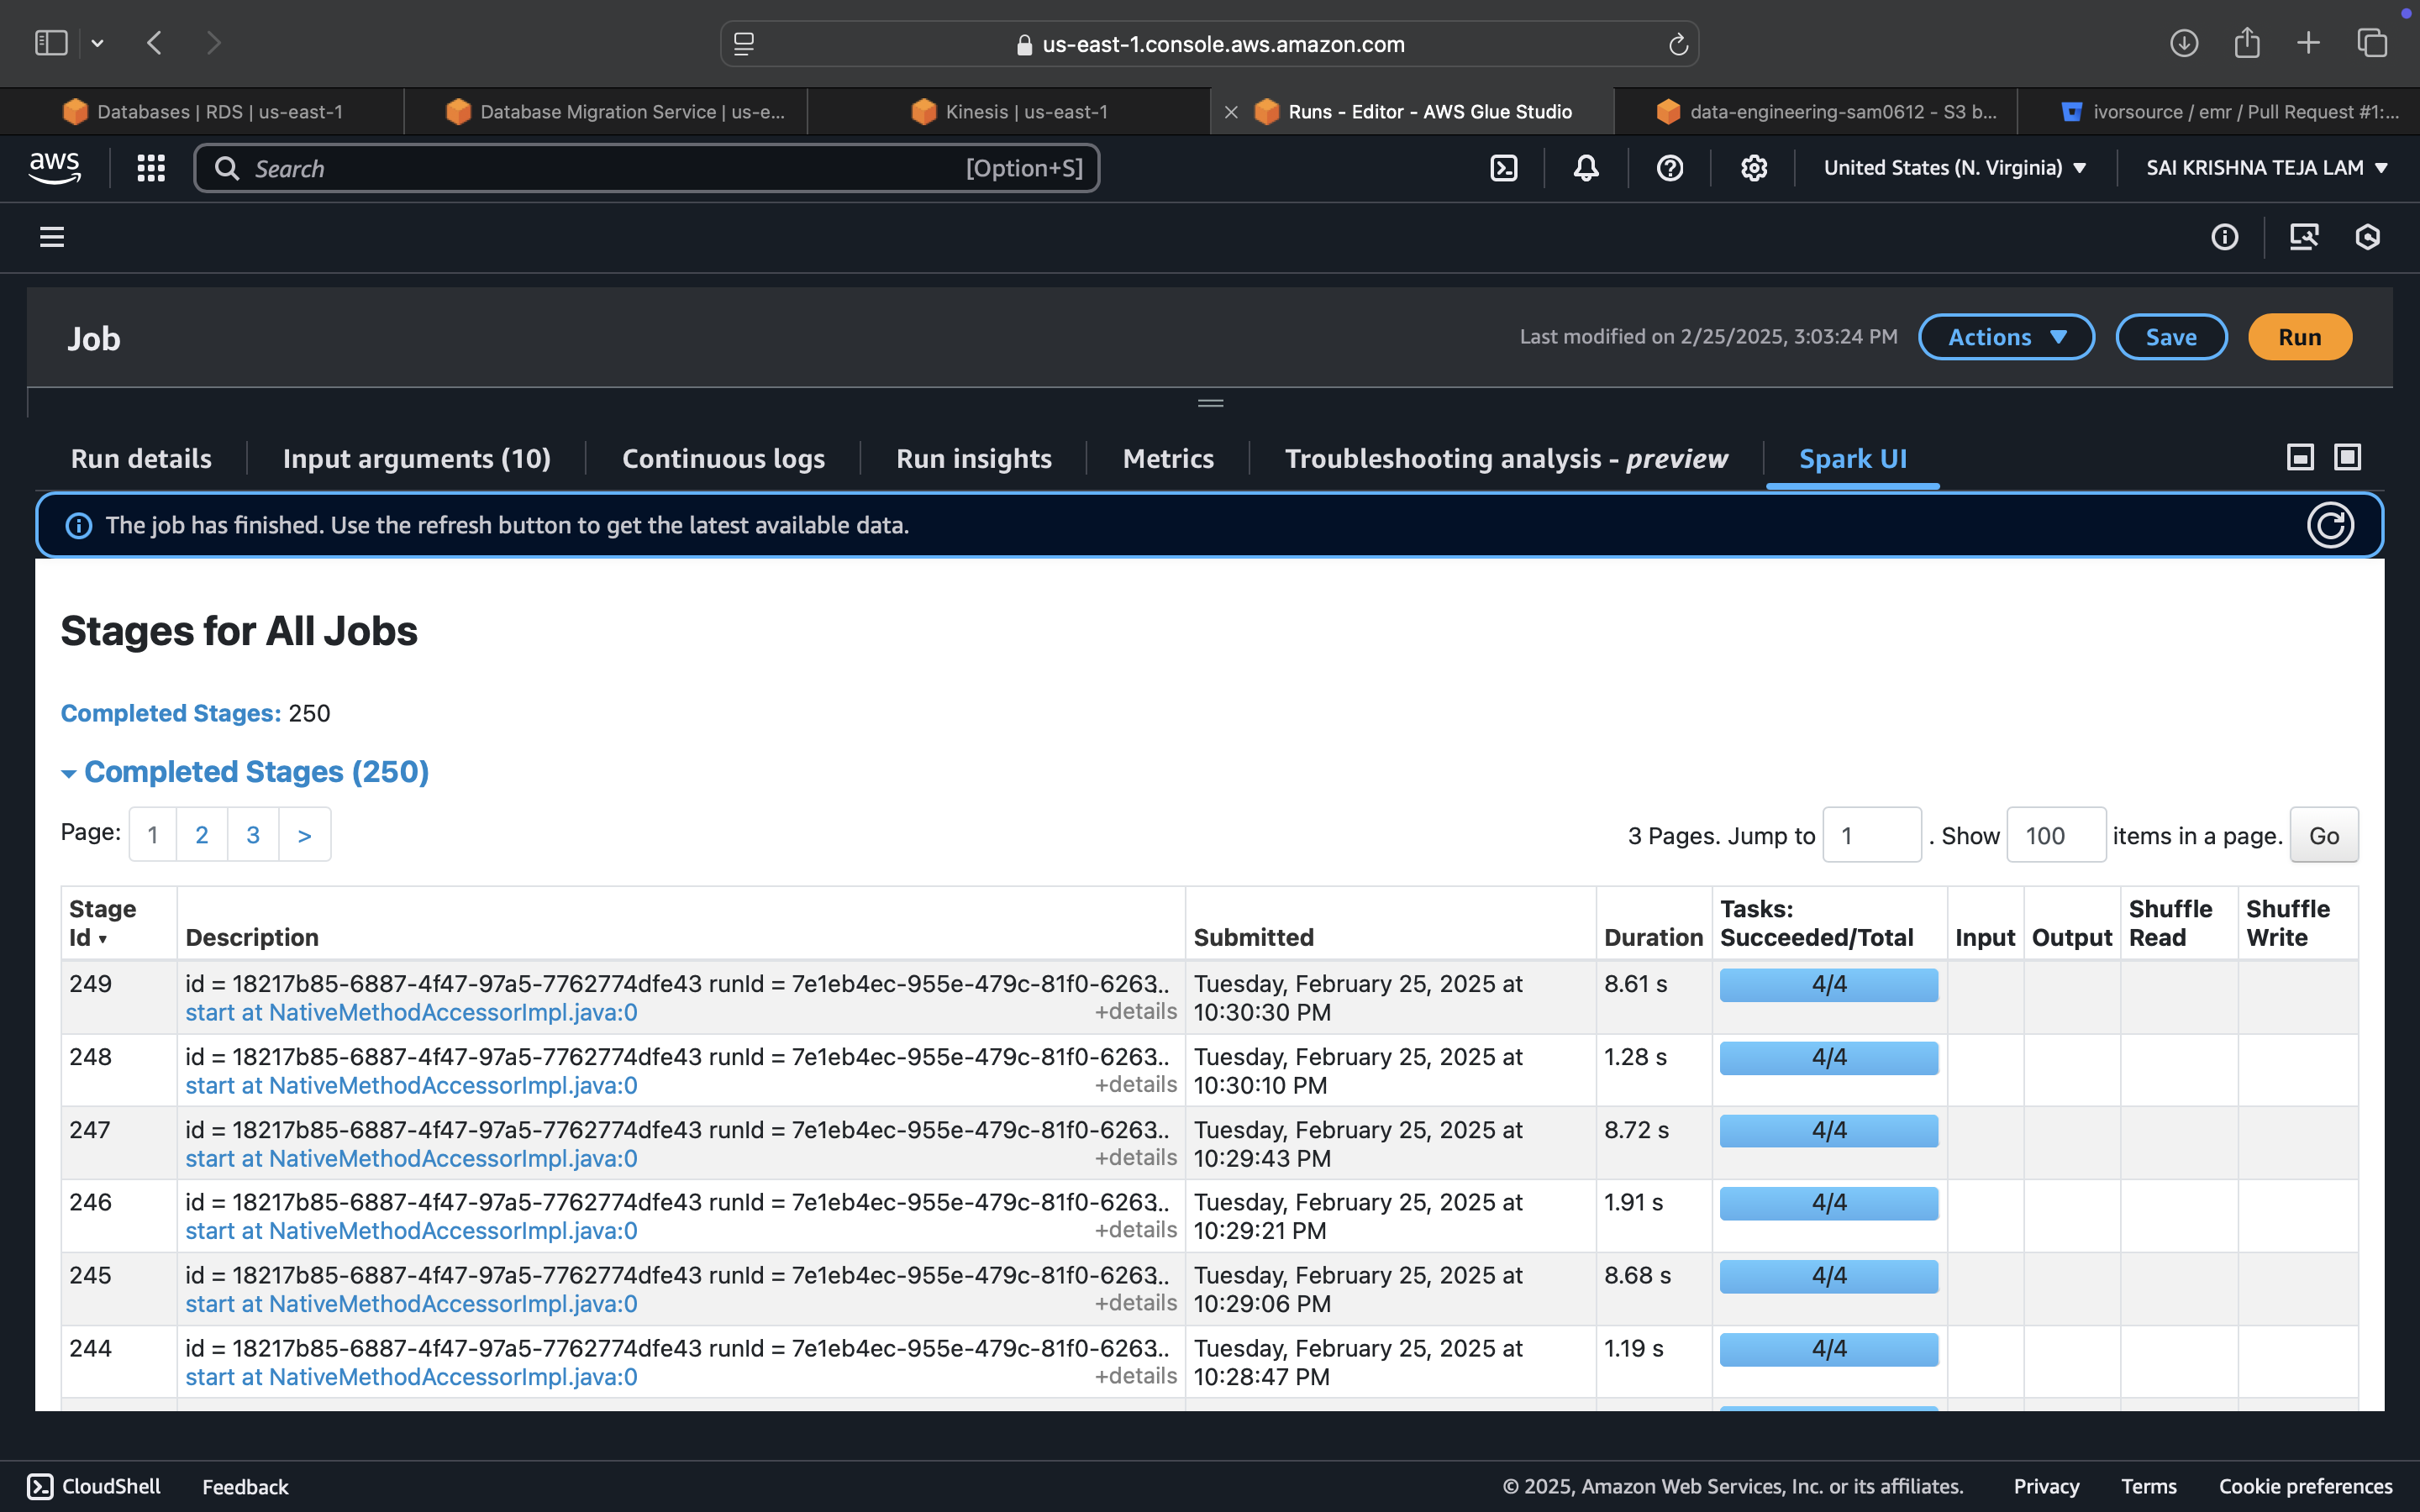 us-east-1.console.aws.amazon.com
Databases | RDS | us-east-1
Database Migration Service | us-e...
Kinesis | us-east-1
Runs - Editor - AWS Glue Studio
data-engineering-sam0612 - S3 b...
ivorsource / emr / Pull Request #1:...
aws
Search
[Option+S]
United States (N. Virginia)
SAI KRISHNA TEJA LAM
Job
Last modified on 2/25/2025, 3:03:24 PM
Actions
Save
Run
Run details
Input arguments (10)
Continuous logs
Run insights
Metrics
Troubleshooting analysis - preview
Spark UI
The job has finished. Use the refresh button to get the latest available data.
Stages for All Jobs
Completed Stages: 250
Completed Stages (250)
Page: 1 2 3 >
3 Pages. Jump to 1 . Show 100 items in a page. Go
Stage Id
Description
Submitted
Duration
Tasks: Succeeded/Total
Input
Output
Shuffle Read
Shuffle Write
249
id = 18217b85-6887-4f47-97a5-7762774dfe43 runId = 7e1eb4ec-955e-479c-81f0-6263..
start at NativeMethodAccessorImpl.java:0
+details
Tuesday, February 25, 2025 at
10:30:30 PM
8.61 s
4/4
248
id = 18217b85-6887-4f47-97a5-7762774dfe43 runId = 7e1eb4ec-955e-479c-81f0-6263..
start at NativeMethodAccessorImpl.java:0
+details
Tuesday, February 25, 2025 at
10:30:10 PM
1.28 s
4/4
247
id = 18217b85-6887-4f47-97a5-7762774dfe43 runId = 7e1eb4ec-955e-479c-81f0-6263..
start at NativeMethodAccessorImpl.java:0
+details
Tuesday, February 25, 2025 at
10:29:43 PM
8.72 s
4/4
246
id = 18217b85-6887-4f47-97a5-7762774dfe43 runId = 7e1eb4ec-955e-479c-81f0-6263..
start at NativeMethodAccessorImpl.java:0
+details
Tuesday, February 25, 2025 at
10:29:21 PM
1.91 s
4/4
245
id = 18217b85-6887-4f47-97a5-7762774dfe43 runId = 7e1eb4ec-955e-479c-81f0-6263..
start at NativeMethodAccessorImpl.java:0
+details
Tuesday, February 25, 2025 at
10:29:06 PM
8.68 s
4/4
244
id = 18217b85-6887-4f47-97a5-7762774dfe43 runId = 7e1eb4ec-955e-479c-81f0-6263..
start at NativeMethodAccessorImpl.java:0
+details
Tuesday, February 25, 2025 at
10:28:47 PM
1.19 s
4/4
CloudShell
Feedback
© 2025, Amazon Web Services, Inc. or its affiliates.
Privacy
Terms
Cookie preferences